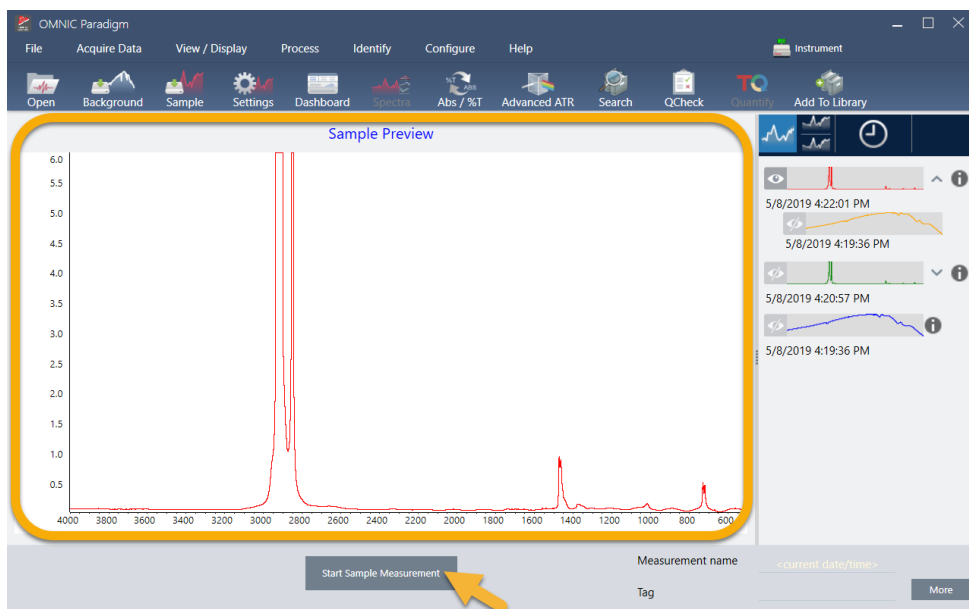 OMNIC Paradigm
File Acquire Data View / Display Process Identify Configure Help Instrument
%T ABS
TQ
Open Background Sample Settings Dashboard Spectra Abs / %T Advanced ATR Search QCheck Quantify Add To Library
Sample Preview
6.0
5.5
5.0
4.5
4.0
3.5
3.0
2.5
2.0
1.5
1.0
0.5
4000 3800 3600 3400 3200 3000 2800 2600 2400 2200 2000 1800 1600 1400 1200 1000 800 600
5/8/2019 4:22:01 PM
5/8/2019 4:19:36 PM
5/8/2019 4:20:57 PM
5/8/2019 4:19:36 PM
Start Sample Measurement
Measurement name <current date/time>
Tag
More